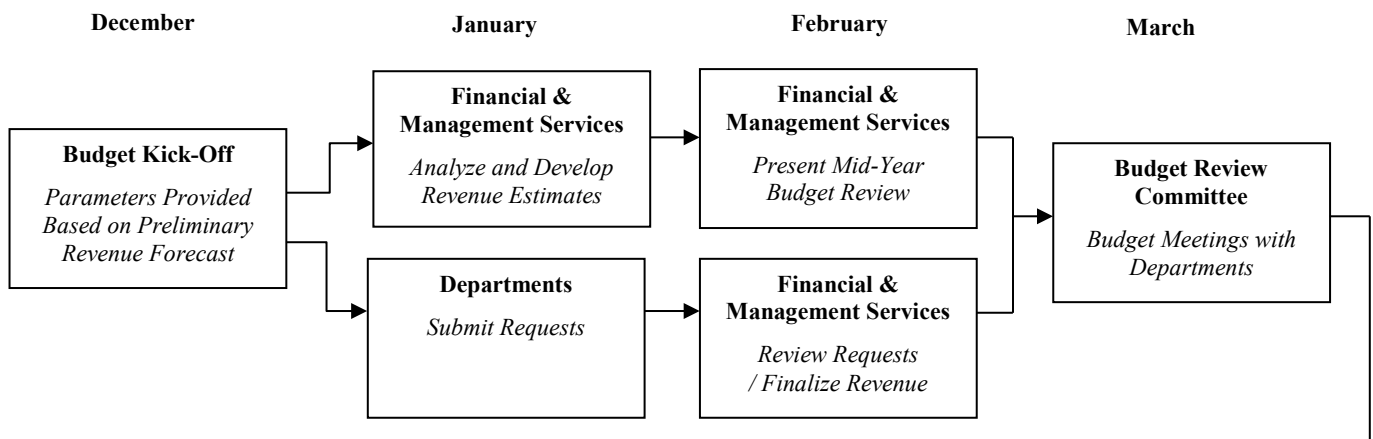 December
January
February
March
Budget Kick-Off
Parameters Provided
Based on Preliminary
Revenue Forecast
Financial &
Management Services
Analyze and Develop
Revenue Estimates
Departments
Submit Requests
Financial &
Management Services
Present Mid-Year
Budget Review
Financial &
Management Services
Review Requests
/ Finalize Revenue
Budget Review
Committee
Budget Meetings with
Departments